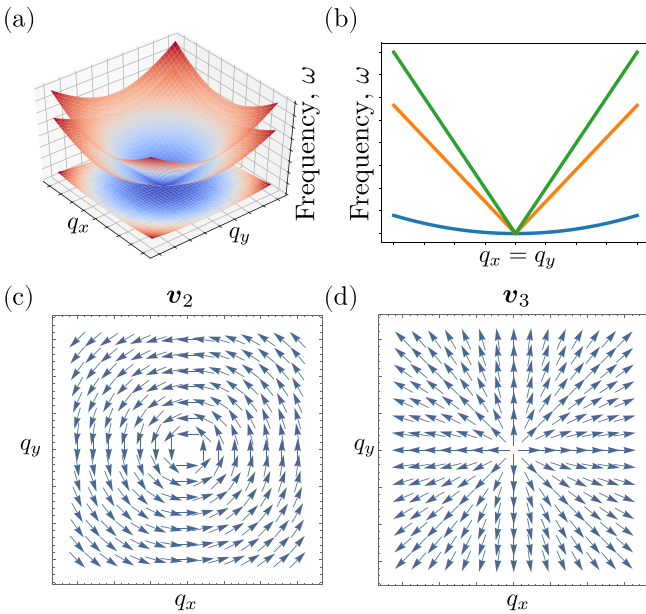 (a)
Frequency, ω
q_x
q_y
(b)
Frequency, ω
q_x = q_y
(c)
v_2
q_y
q_x
(d)
v_3
q_y
q_x